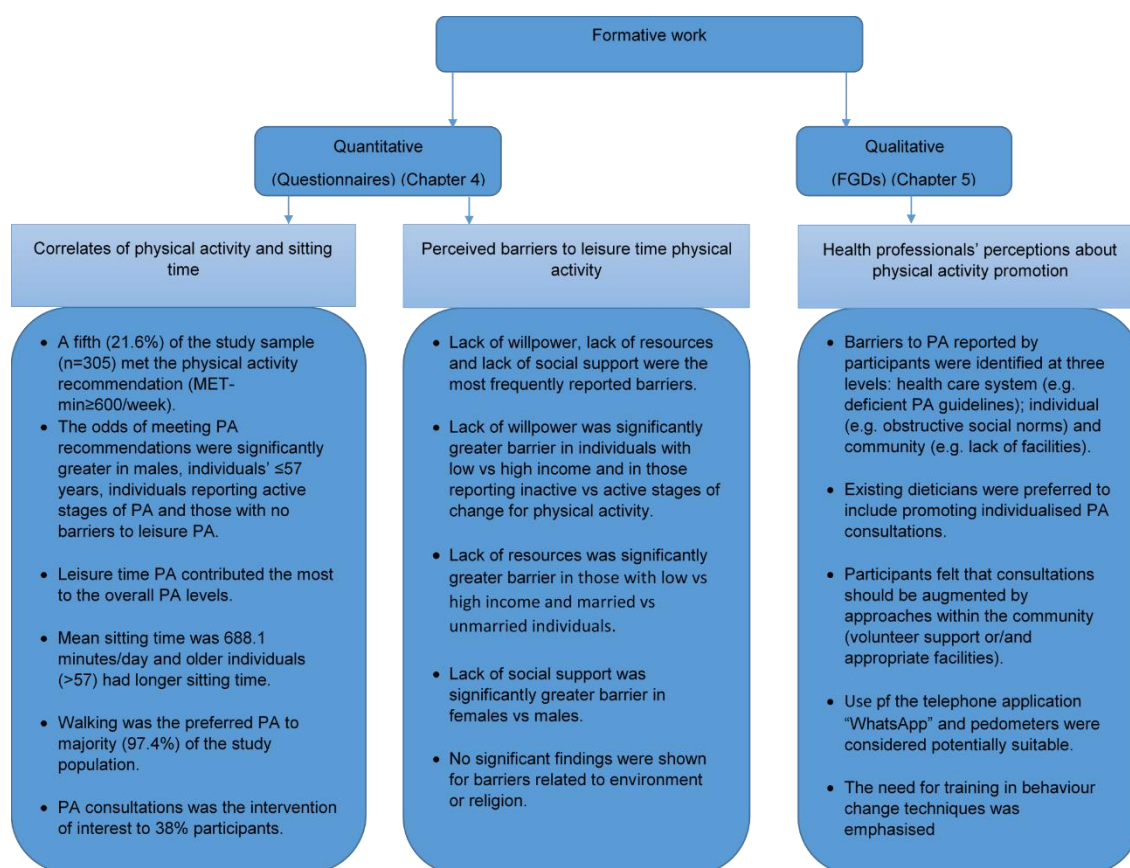 Formative work
Quantitative
(Questionnaires) (Chapter 4)
Qualitative
(FGDs) (Chapter 5)
Correlates of physical activity and sitting
time
• A fifth (21.6%) of the study sample
(n=305) met the physical activity
recommendation (MET-
min≥600/week).
• The odds of meeting PA
recommendations were significantly
greater in males, individuals’ ≤57
years, individuals reporting active
stages of PA and those with no
barriers to leisure PA.
• Leisure time PA contributed the most
to the overall PA levels.
• Mean sitting time was 688.1
minutes/day and older individuals
(>57) had longer sitting time.
• Walking was the preferred PA to
majority (97.4%) of the study
population.
• PA consultations was the intervention
of interest to 38% participants.
Perceived barriers to leisure time physical
activity
• Lack of willpower, lack of resources
and lack of social support were the
most frequently reported barriers.
• Lack of willpower was significantly
greater barrier in individuals with
low vs high income and in those
reporting inactive vs active stages of
change for physical activity.
• Lack of resources was significantly
greater barrier in those with low vs
high income and married vs
unmarried individuals.
• Lack of social support was
significantly greater barrier in
females vs males.
• No significant findings were shown
for barriers related to environment
or religion.
Health professionals’ perceptions about
physical activity promotion
• Barriers to PA reported by
participants were identified at three
levels: health care system (e.g.
deficient PA guidelines); individual
(e.g. obstructive social norms) and
community (e.g. lack of facilities).
• Existing dieticians were preferred to
include promoting individualised PA
consultations.
• Participants felt that consultations
should be augmented by
approaches within the community
(volunteer support or/and
appropriate facilities).
• Use pf the telephone application
“WhatsApp” and pedometers were
considered potentially suitable.
• The need for training in behaviour
change techniques was
emphasised